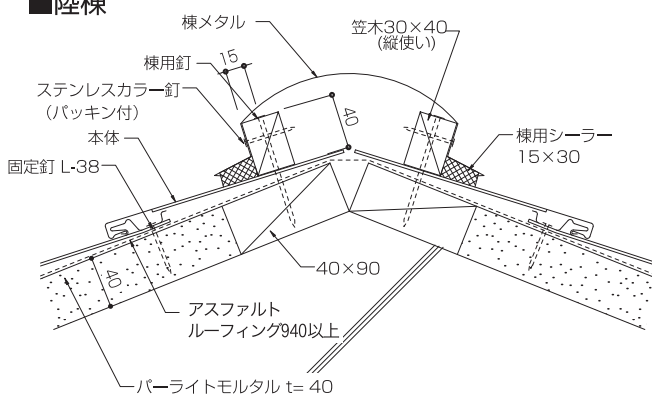 ■陸棟
棟メタル
笠木30×40
(縦使い)
15
棟用釘
ステンレスカラー釘
(パッキン付)
40
本体
棟用シーラー
15×30
固定釘 L-38
40×90
40
アスファルト
ルーフィング940以上
パーライトモルタル t= 40